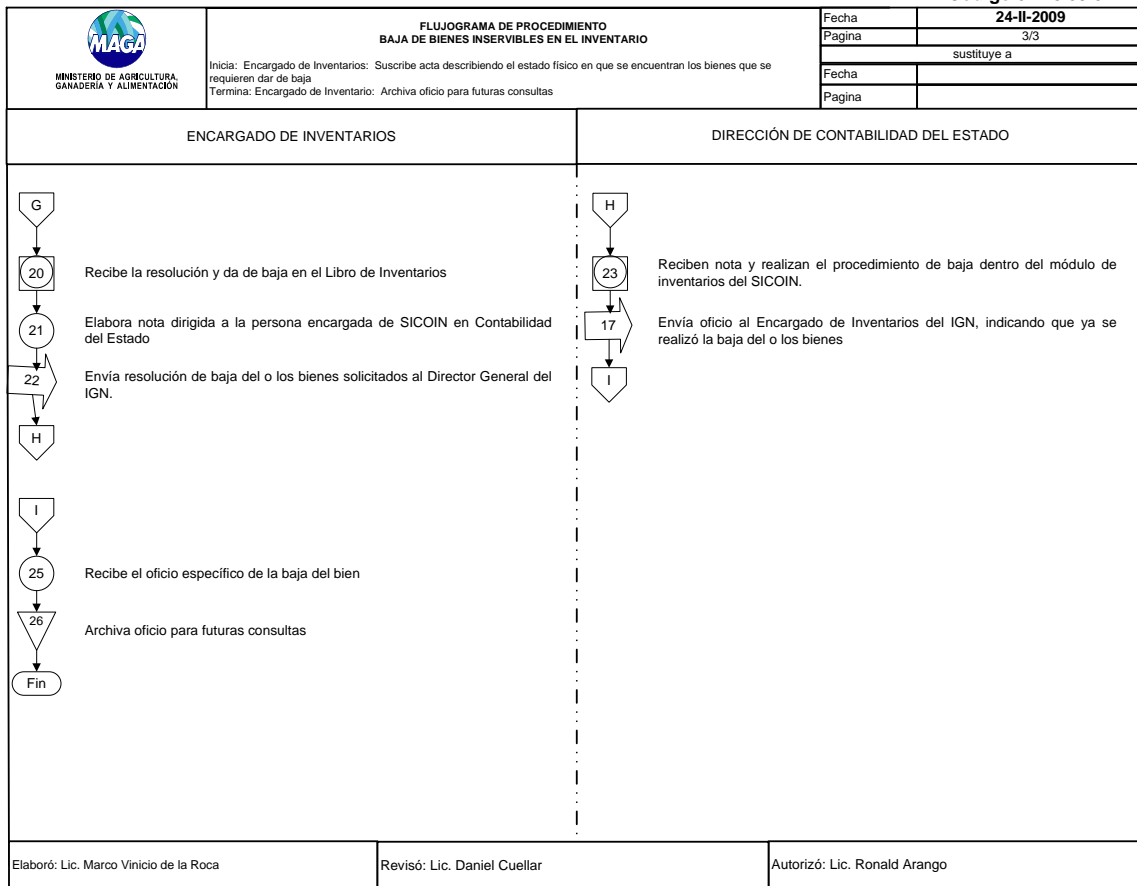 MAGA
MINISTERIO DE AGRICULTURA,
GANADERÍA Y ALIMENTACIÓN
FLUJOGRAMA DE PROCEDIMIENTO
BAJA DE BIENES INSERVIBLES EN EL INVENTARIO
Inicia: Encargado de Inventarios: Suscribe acta describiendo el estado físico en que se encuentran los bienes que se
requieren dar de baja
Termina: Encargado de Inventario: Archiva oficio para futuras consultas
Fecha 24-II-2009
Pagina 3/3
sustituye a
Fecha
Pagina
ENCARGADO DE INVENTARIOS
DIRECCIÓN DE CONTABILIDAD DEL ESTADO
G
20 Recibe la resolución y da de baja en el Libro de Inventarios
21 Elabora nota dirigida a la persona encargada de SICOIN en Contabilidad
del Estado
22 Envía resolución de baja del o los bienes solicitados al Director General del
IGN.
H
I
25 Recibe el oficio específico de la baja del bien
26 Archiva oficio para futuras consultas
Fin
H
23 Reciben nota y realizan el procedimiento de baja dentro del módulo de
inventarios del SICOIN.
17 Envía oficio al Encargado de Inventarios del IGN, indicando que ya se
realizó la baja del o los bienes
I
Elaboró: Lic. Marco Vinicio de la Roca
Revisó: Lic. Daniel Cuellar
Autorizó: Lic. Ronald Arango